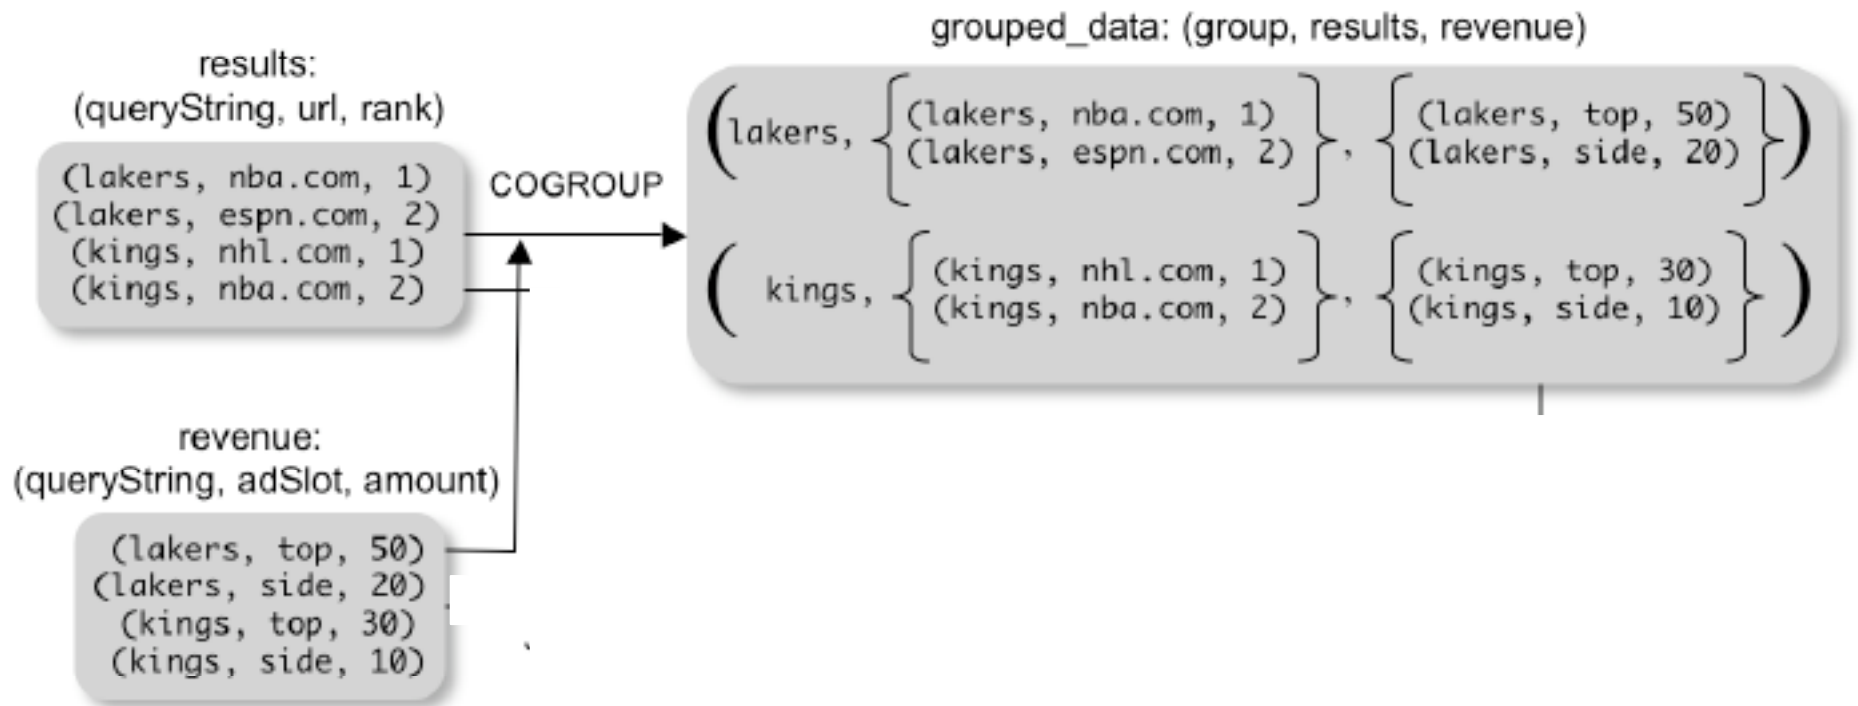 results:
(queryString, url, rank)
(lakers, nba.com, 1)
(lakers, espn.com, 2)
(kings, nhl.com, 1)
(kings, nba.com, 2)
COGROUP
revenue:
(queryString, adSlot, amount)
(lakers, top, 50)
(lakers, side, 20)
(kings, top, 30)
(kings, side, 10)
grouped_data: (group, results, revenue)
(lakers, { (lakers, nba.com, 1) }, { (lakers, top, 50) })
(lakers, espn.com, 2) (lakers, side, 20)
( kings, { (kings, nhl.com, 1) }, { (kings, top, 30) } )
(kings, nba.com, 2) (kings, side, 10)